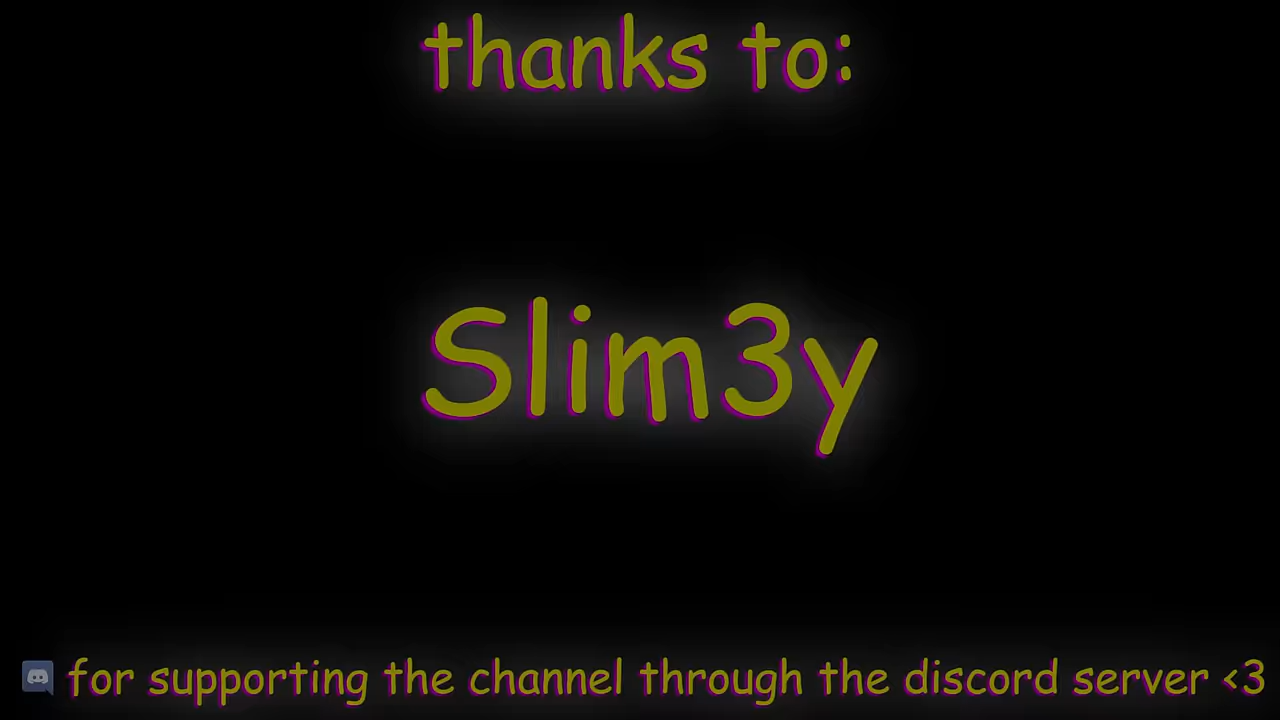 thanks to:
Slim3y
for supporting the channel through the discord server <3